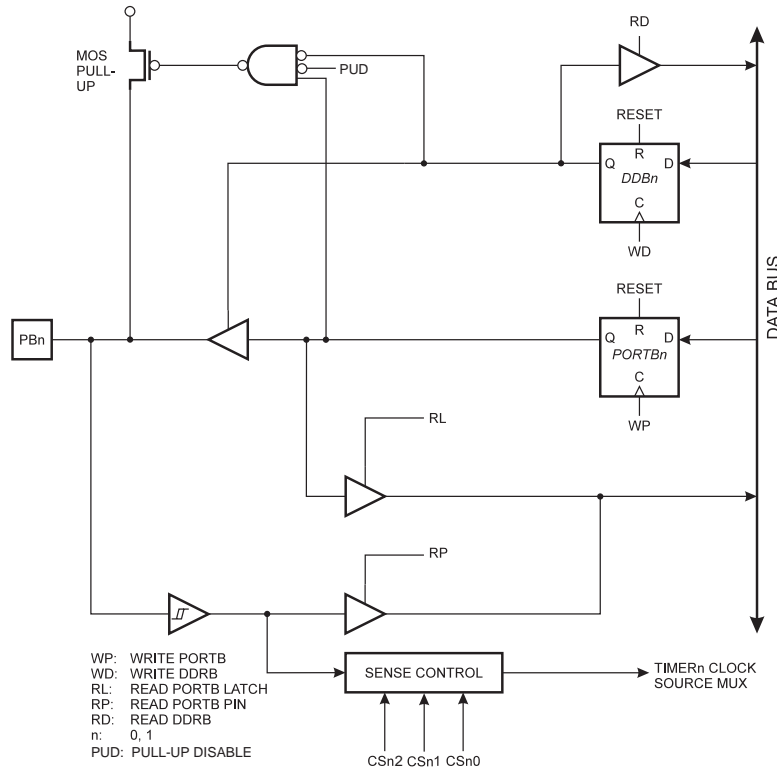 RD
MOS
PULL-
UP
PUD
RESET
R
Q
D
DDBn
C
WD
DATA BUS
RESET
R
PBn
Q
D
PORTBn
C
WP
RL
RP
WP: WRITE PORTB
WD: WRITE DDRB
RL: READ PORTB LATCH
RP: READ PORTB PIN
RD: READ DDRB
n: 0, 1
PUD: PULL-UP DISABLE
SENSE CONTROL
TIMERn CLOCK
SOURCE MUX
CSn2 CSn1 CSn0